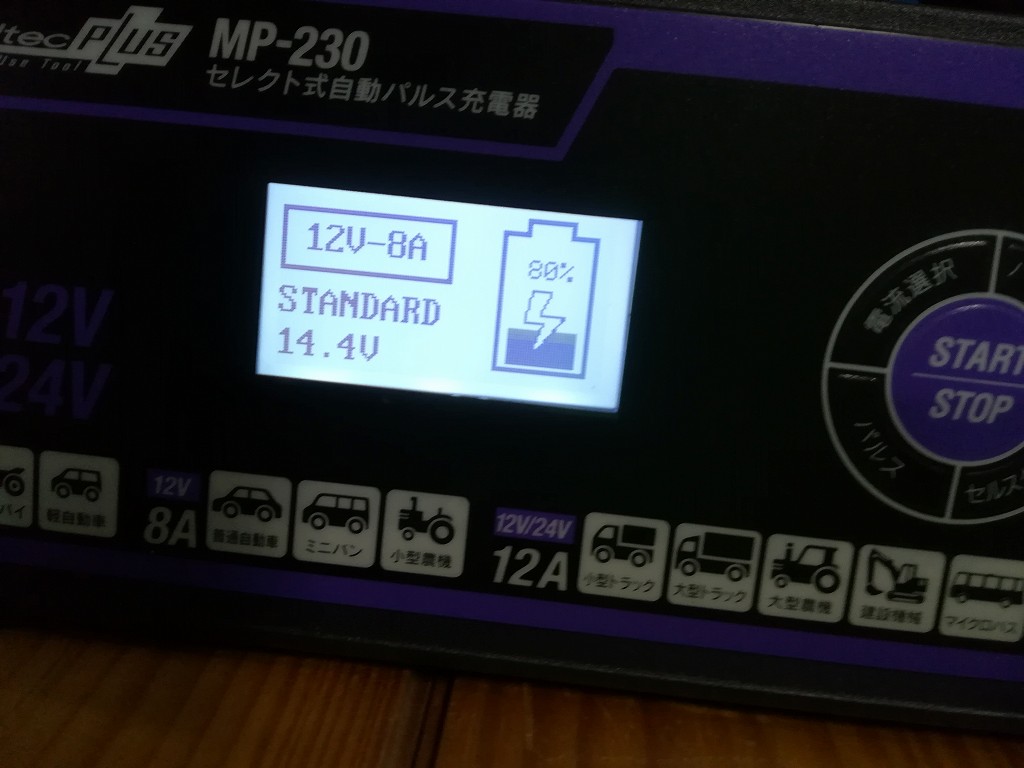 PLUS
Use Tool
MP-230
セレクト式自動パルス充電器
12V-8A
80%
STANDARD
14.4V
12V
24V
電流選択
START
STOP
パルス
軽自動車
12V
8A
普通自動車
ミニバン
小型農機
12V/24V
12A
小型トラック
大型トラック
大型農機
建設機械
マイクロバス